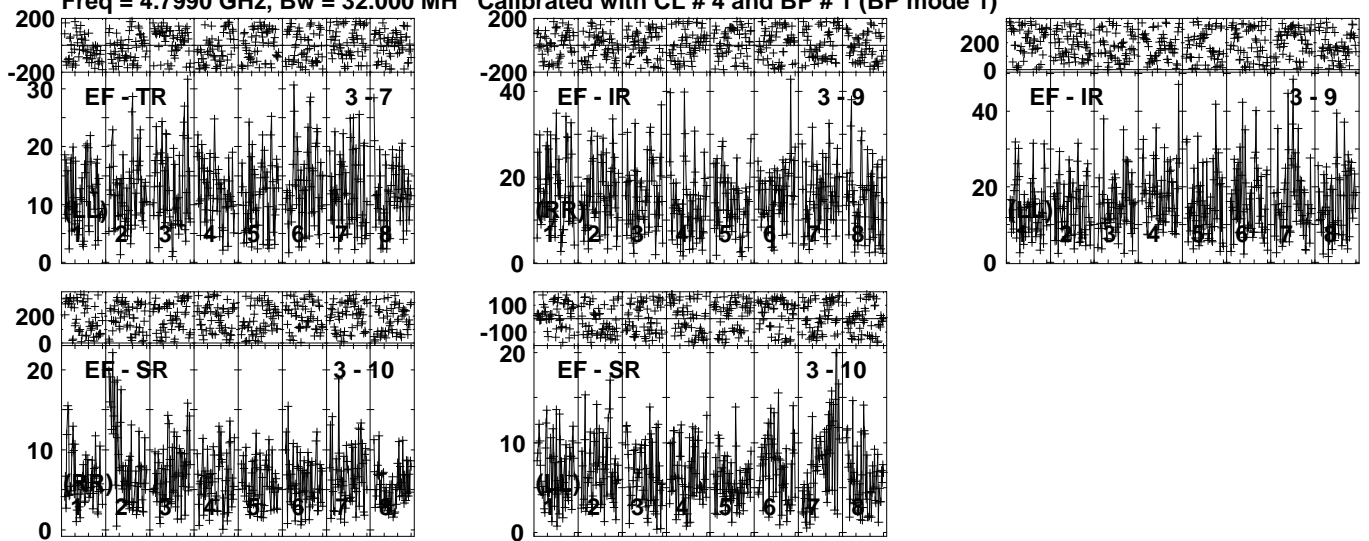 Freq = 4.7990 GHz, Bw = 32.000 MH Calibrated with CL # 4 and BP # 1 (BP mode 1)
200
-200
30
20
10
0
EF - TR 3 - 7
(LL)
1 2 3 4 5 6 7 8
200
-200
40
20
0
EF - IR 3 - 9
(RR)
1 2 3 4 5 6 7 8
200
0
40
20
0
EF - IR 3 - 9
(LL)
1 2 3 4 5 6 7 8
200
0
20
10
0
EF - SR 3 - 10
(RR)
1 2 3 4 5 6 7 8
100
-100
20
10
0
EF - SR 3 - 10
(LL)
1 2 3 4 5 6 7 8